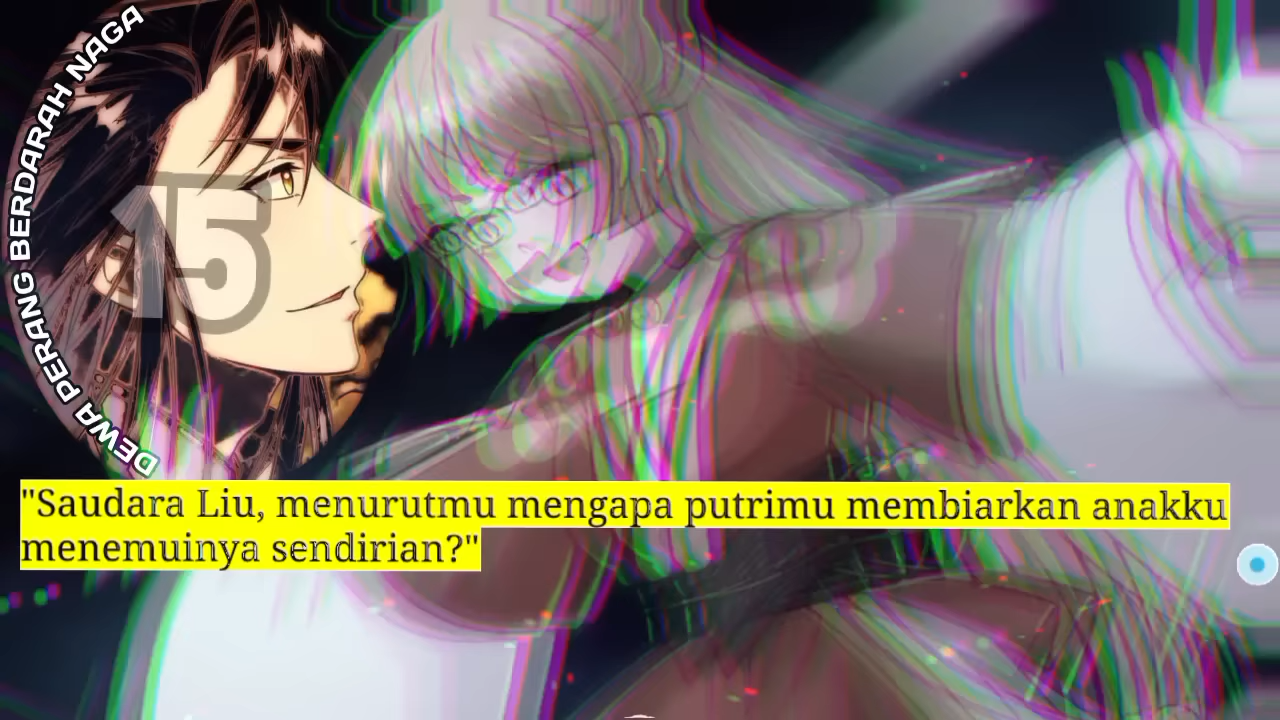 DEWA PERANG BERDARAH NAGA
15
"Saudara Liu, menurutmu mengapa putrimu membiarkan anakku
menemuinya sendirian?"